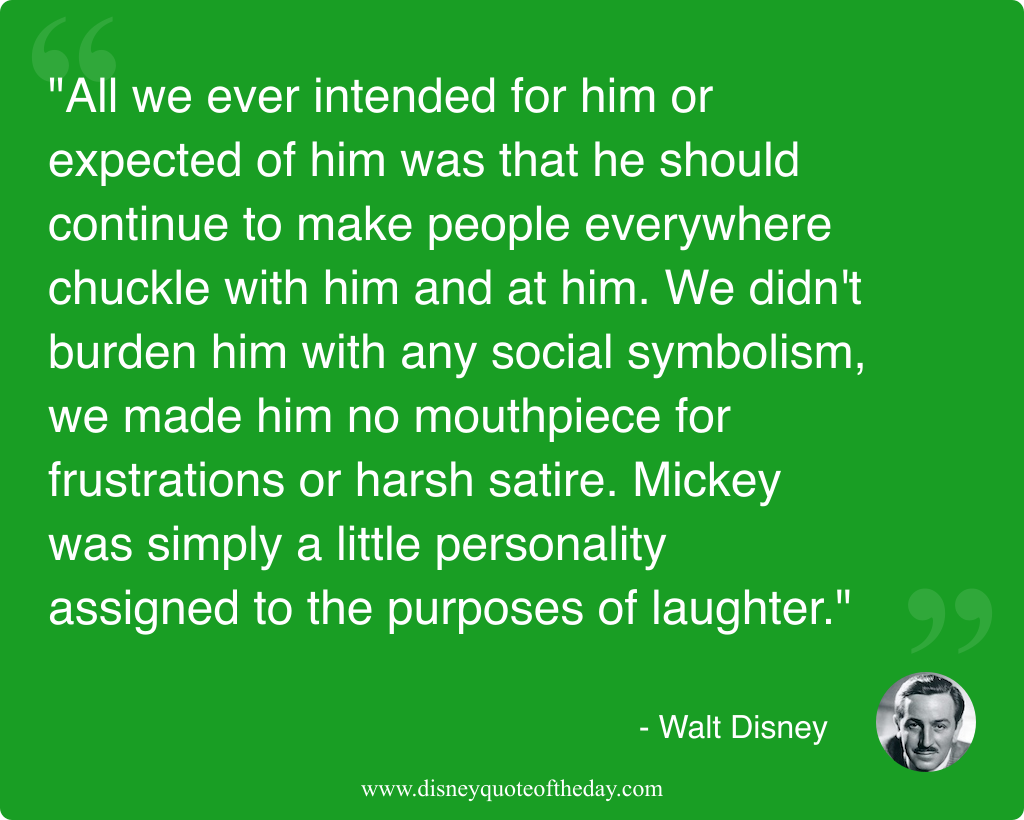 "All we ever intended for him or
expected of him was that he should
continue to make people everywhere
chuckle with him and at him. We didn't
burden him with any social symbolism,
we made him no mouthpiece for
frustrations or harsh satire. Mickey
was simply a little personality
assigned to the purposes of laughter."
- Walt Disney
www.disneyquoteoftheday.com